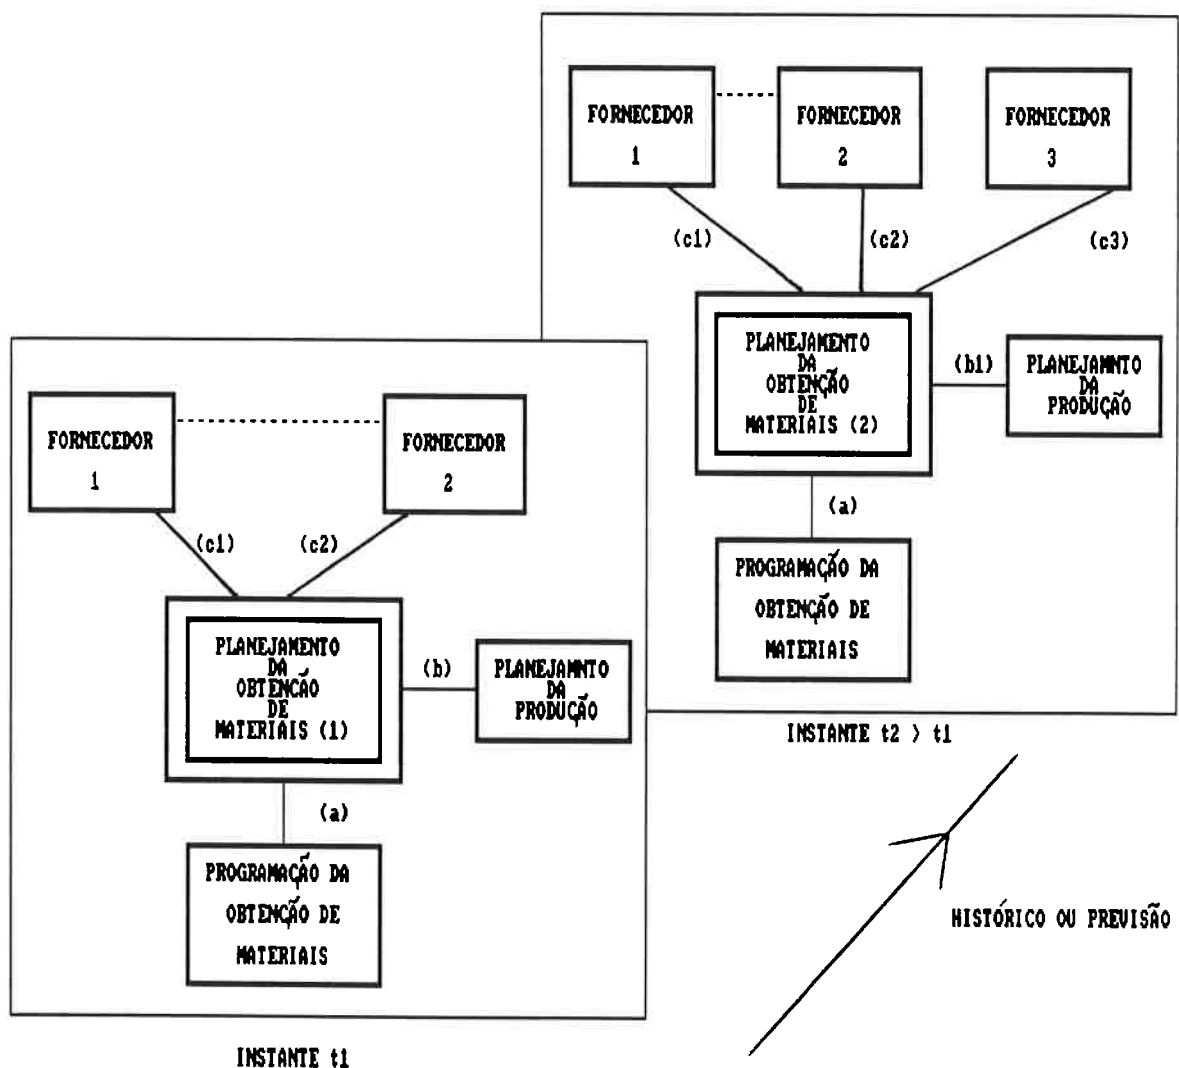 FORNECEDOR
1
FORNECEDOR
2
FORNECEDOR
3
(c1)
(c2)
(c3)
PLANEJAMENTO
DA
OBTENÇÃO
DE
MATERIAIS (2)
(b1)
PLANEJAMNTO
DA
PRODUÇÃO
(a)
PROGRAMAÇÃO DA
OBTENÇÃO DE
MATERIAIS
INSTANTE t2 > t1
FORNECEDOR
1
FORNECEDOR
2
(c1)
(c2)
PLANEJAMENTO
DA
OBTENCÃO
DE
MATERIAIS (1)
(b)
PLANEJAMNTO
DA
PRODUÇÃO
(a)
PROGRAMAÇÃO DA
OBTENÇÃO DE
MATERIAIS
INSTANTE t1
HISTÓRICO OU PREVISÃO